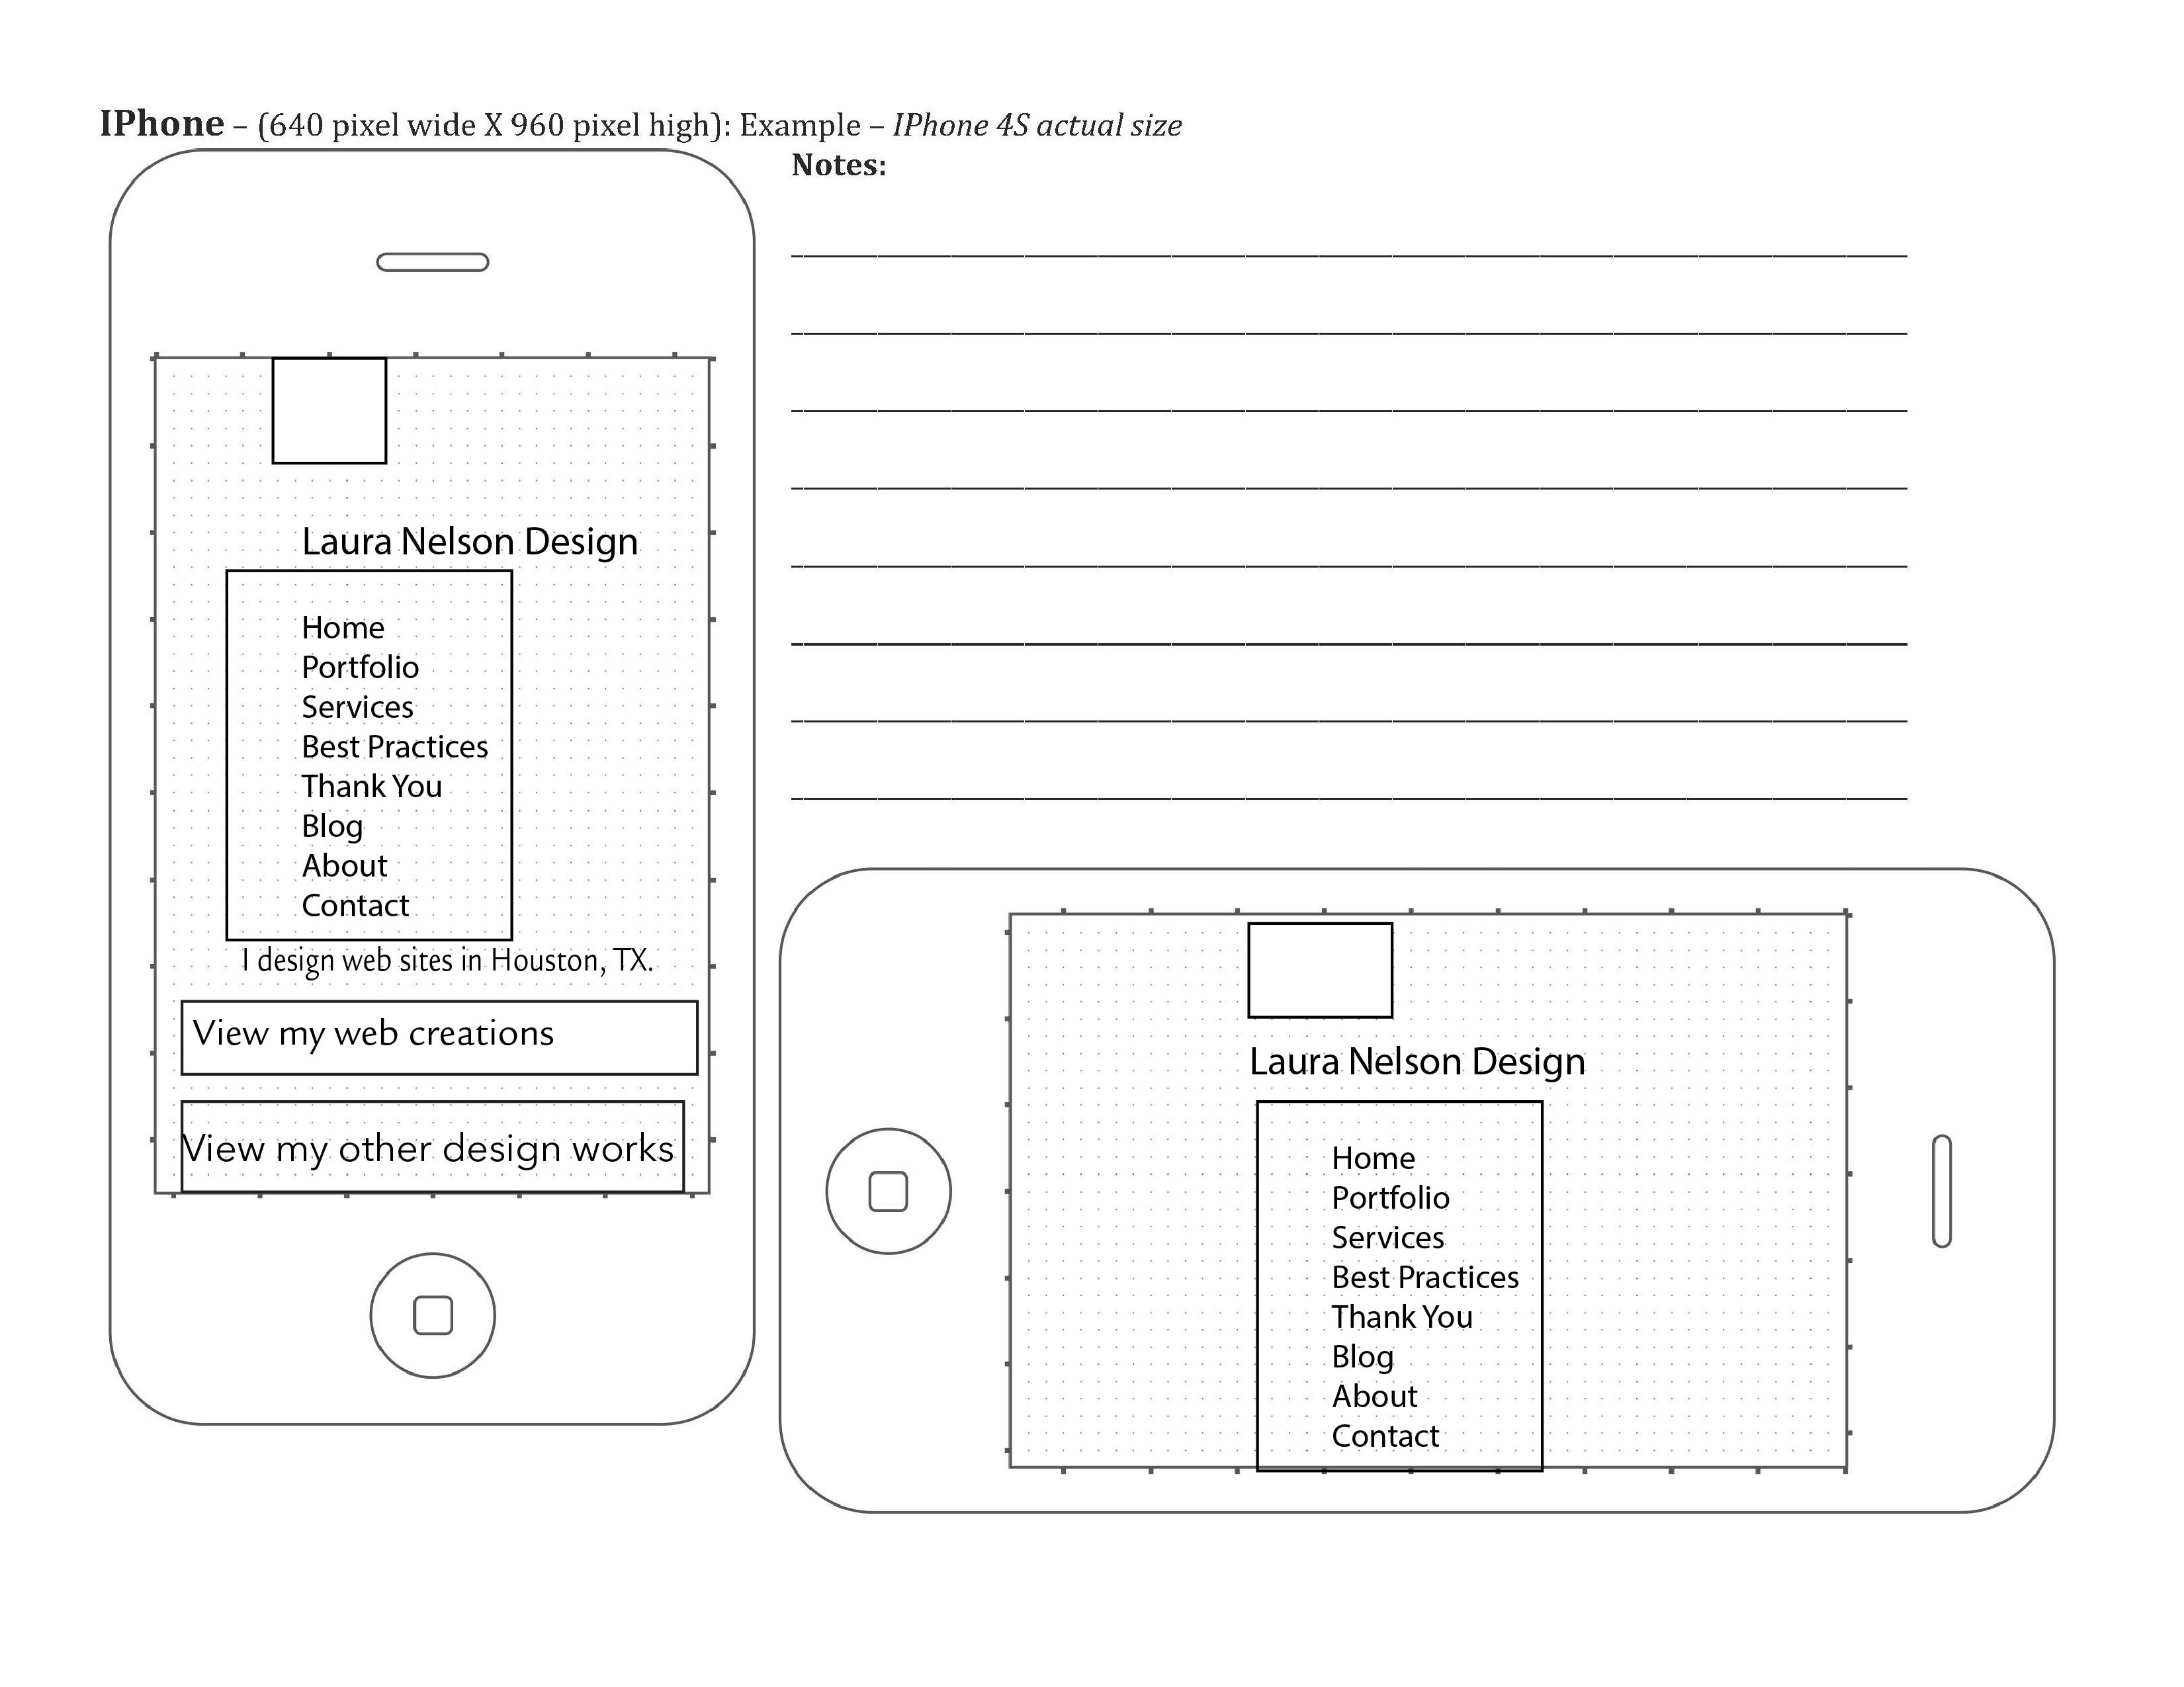 IPhone – (640 pixel wide X 960 pixel high): Example – IPhone 4S actual size
Notes:
Laura Nelson Design
Home
Portfolio
Services
Best Practices
Thank You
Blog
About
Contact
I design web sites in Houston, TX.
View my web creations
View my other design works
Laura Nelson Design
Home
Portfolio
Services
Best Practices
Thank You
Blog
About
Contact